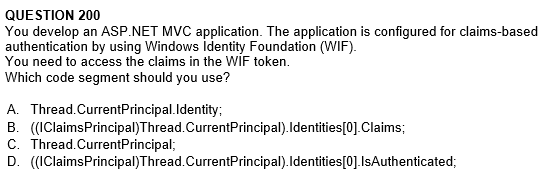 QUESTION 200
You develop an ASP.NET MVC application. The application is configured for claims-based
authentication by using Windows Identity Foundation (WIF).
You need to access the claims in the WIF token.
Which code segment should you use?
A. Thread.CurrentPrincipal.Identity;
B. ((IClaimsPrincipal)Thread.CurrentPrincipal).Identities[0].Claims;
C. Thread.CurrentPrincipal;
D. ((IClaimsPrincipal)Thread.CurrentPrincipal).Identities[0].IsAuthenticated;